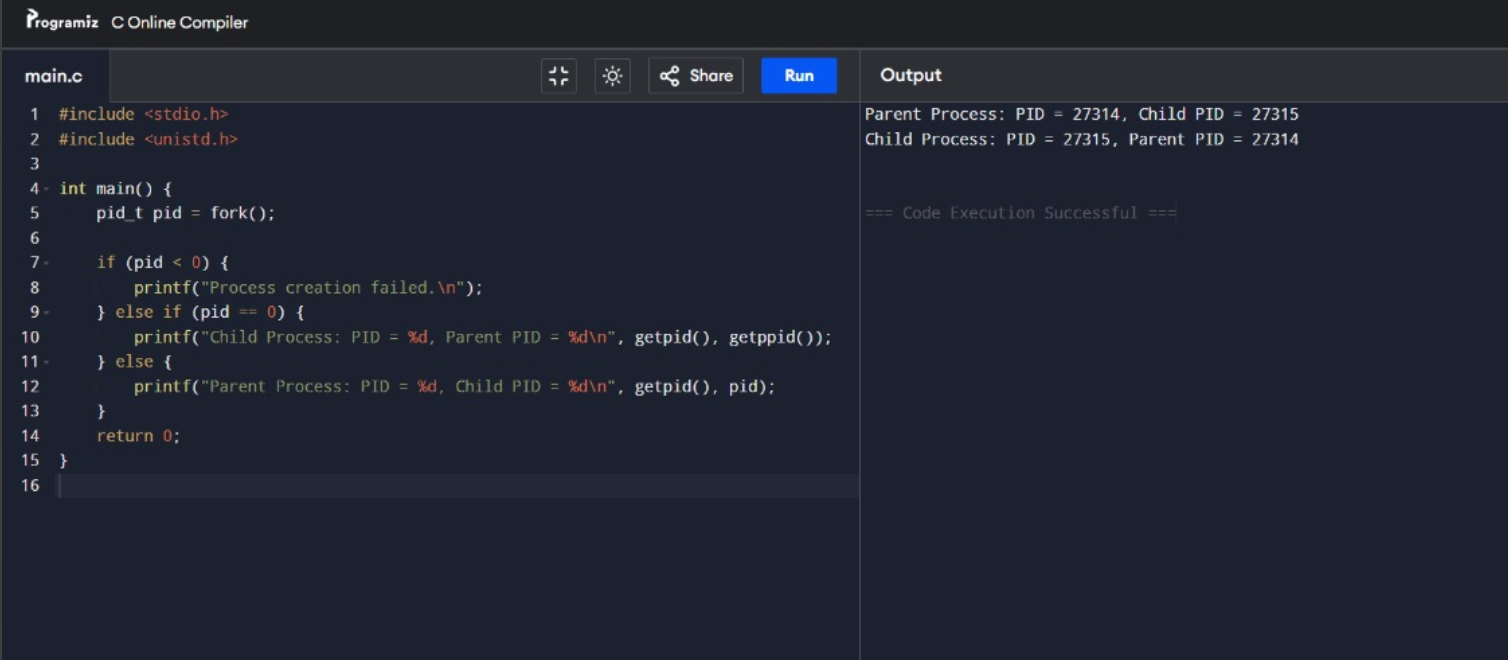 Programiz C Online Compiler
main.c Share Run Output
1 #include <stdio.h>
2 #include <unistd.h>
3
4 int main() {
5     pid_t pid = fork();
6
7     if (pid < 0) {
8         printf("Process creation failed.\n");
9     } else if (pid == 0) {
10         printf("Child Process: PID = %d, Parent PID = %d\n", getpid(), getppid());
11     } else {
12         printf("Parent Process: PID = %d, Child PID = %d\n", getpid(), pid);
13     }
14     return 0;
15 }
16
Parent Process: PID = 27314, Child PID = 27315
Child Process: PID = 27315, Parent PID = 27314
=== Code Execution Successful ===